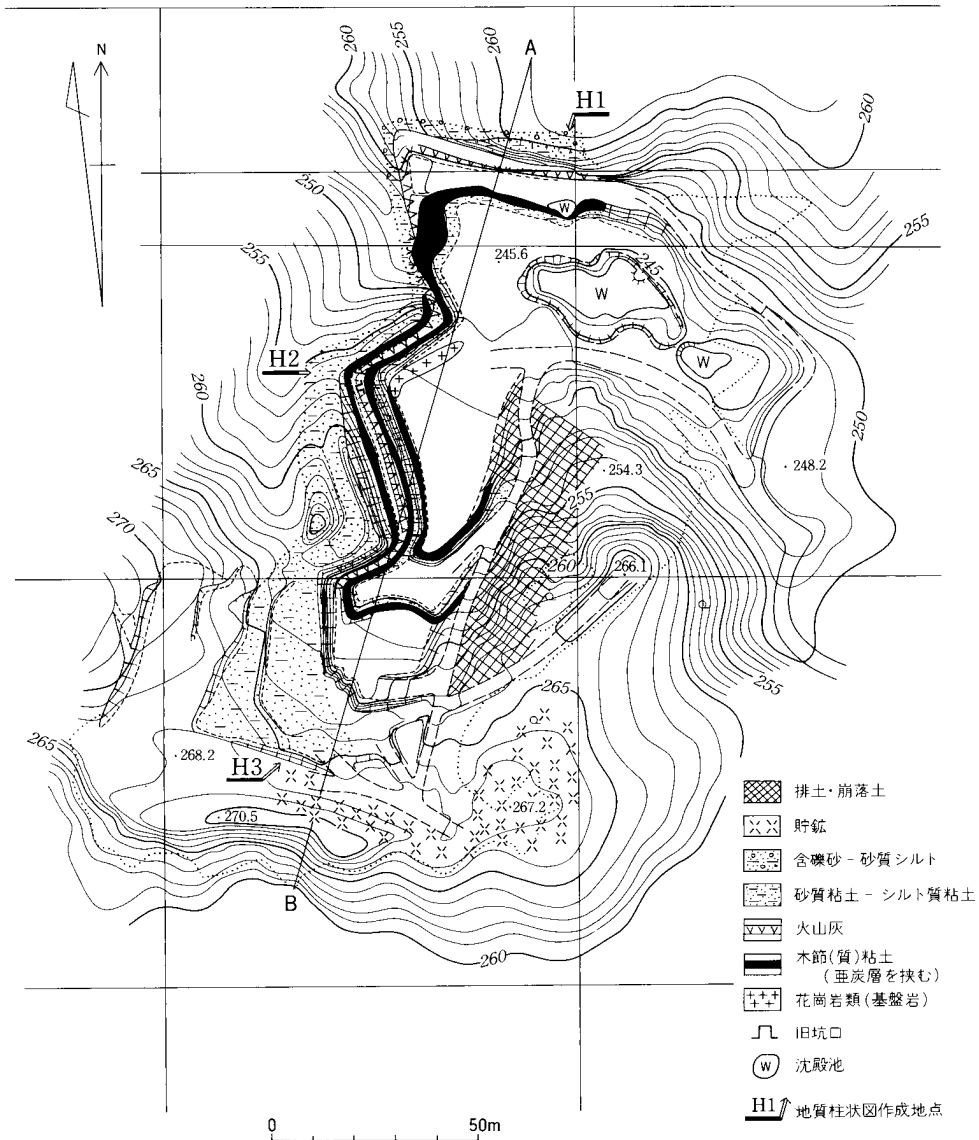 260
255
260
A
N
H1
260
250
255
W
255
245.6
245
W
H2
W
260
250
254.3
248.2
265
255
270
260
266.1
255
265
265
268.2
H3
267.2
270.5
B
260
排土・崩落土
貯鉱
含礫砂 - 砂質シルト
砂質粘土 - シルト質粘土
火山灰
木節(質)粘土
(亜炭層を挟む)
花崗岩類(基盤岩)
旧坑口
W 沈殿池
H1 地質柱状図作成地点
0 50m